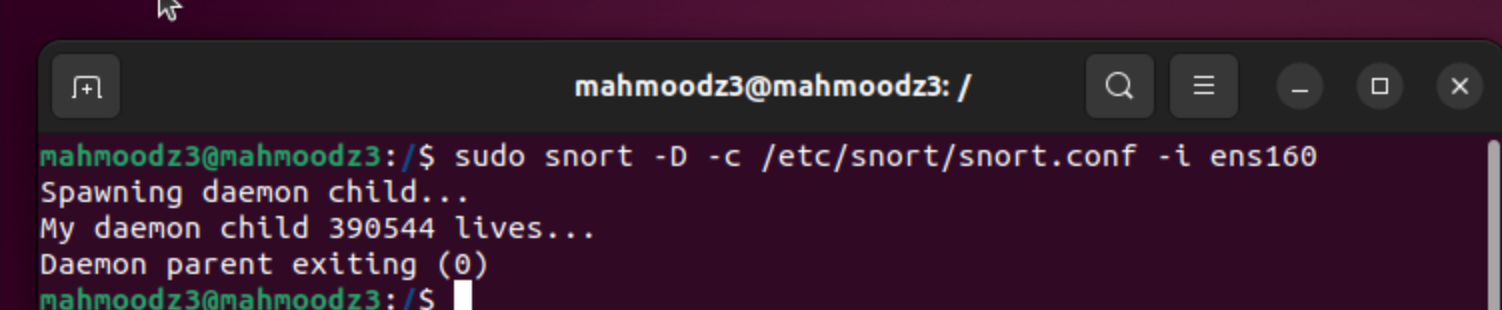 mahmoodz3@mahmoodz3: /
mahmoodz3@mahmoodz3:/$ sudo snort -D -c /etc/snort/snort.conf -i ens160
Spawning daemon child...
My daemon child 390544 lives...
Daemon parent exiting (0)
mahmoodz3@mahmoodz3:/$